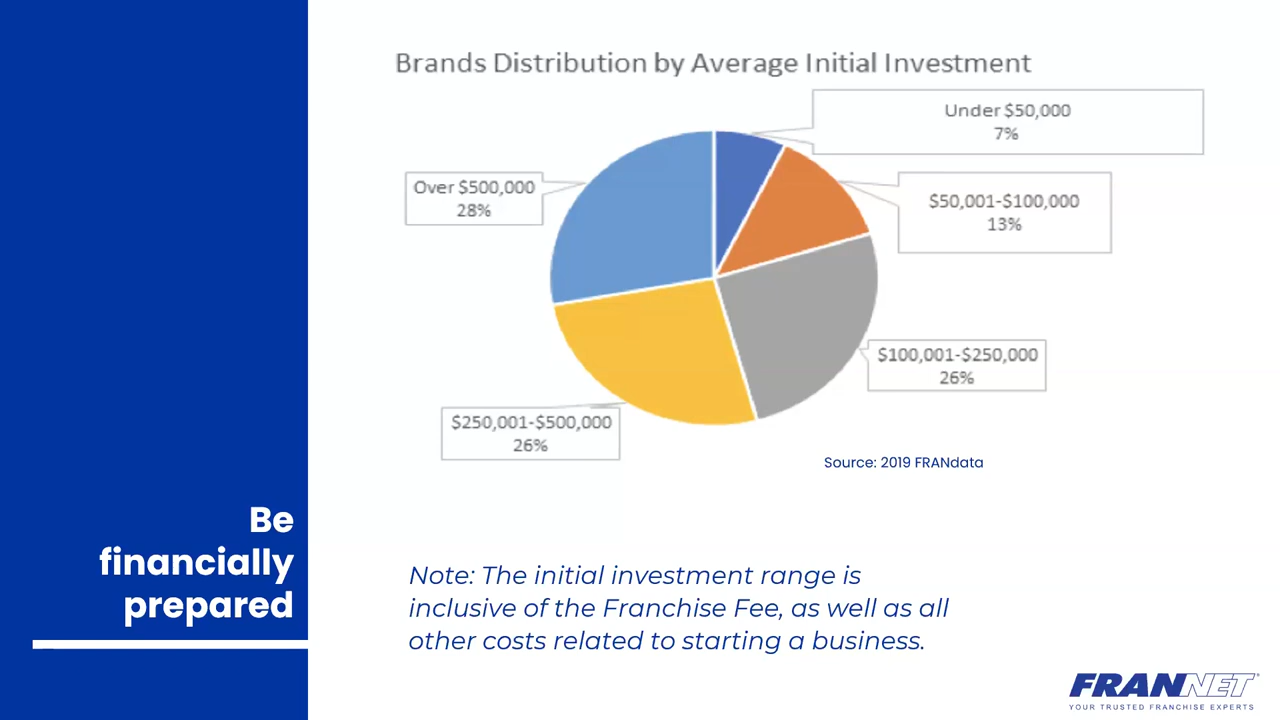 Brands Distribution by Average Initial Investment
Under $50,000
7%
Over $500,000
28%
$50,001-$100,000
13%
$100,001-$250,000
26%
$250,001-$500,000
26%
Source: 2019 FRANdata
Be
financially
prepared
Note: The initial investment range is
inclusive of the Franchise Fee, as well as all
other costs related to starting a business.
FRANNET®
YOUR TRUSTED FRANCHISE EXPERTS